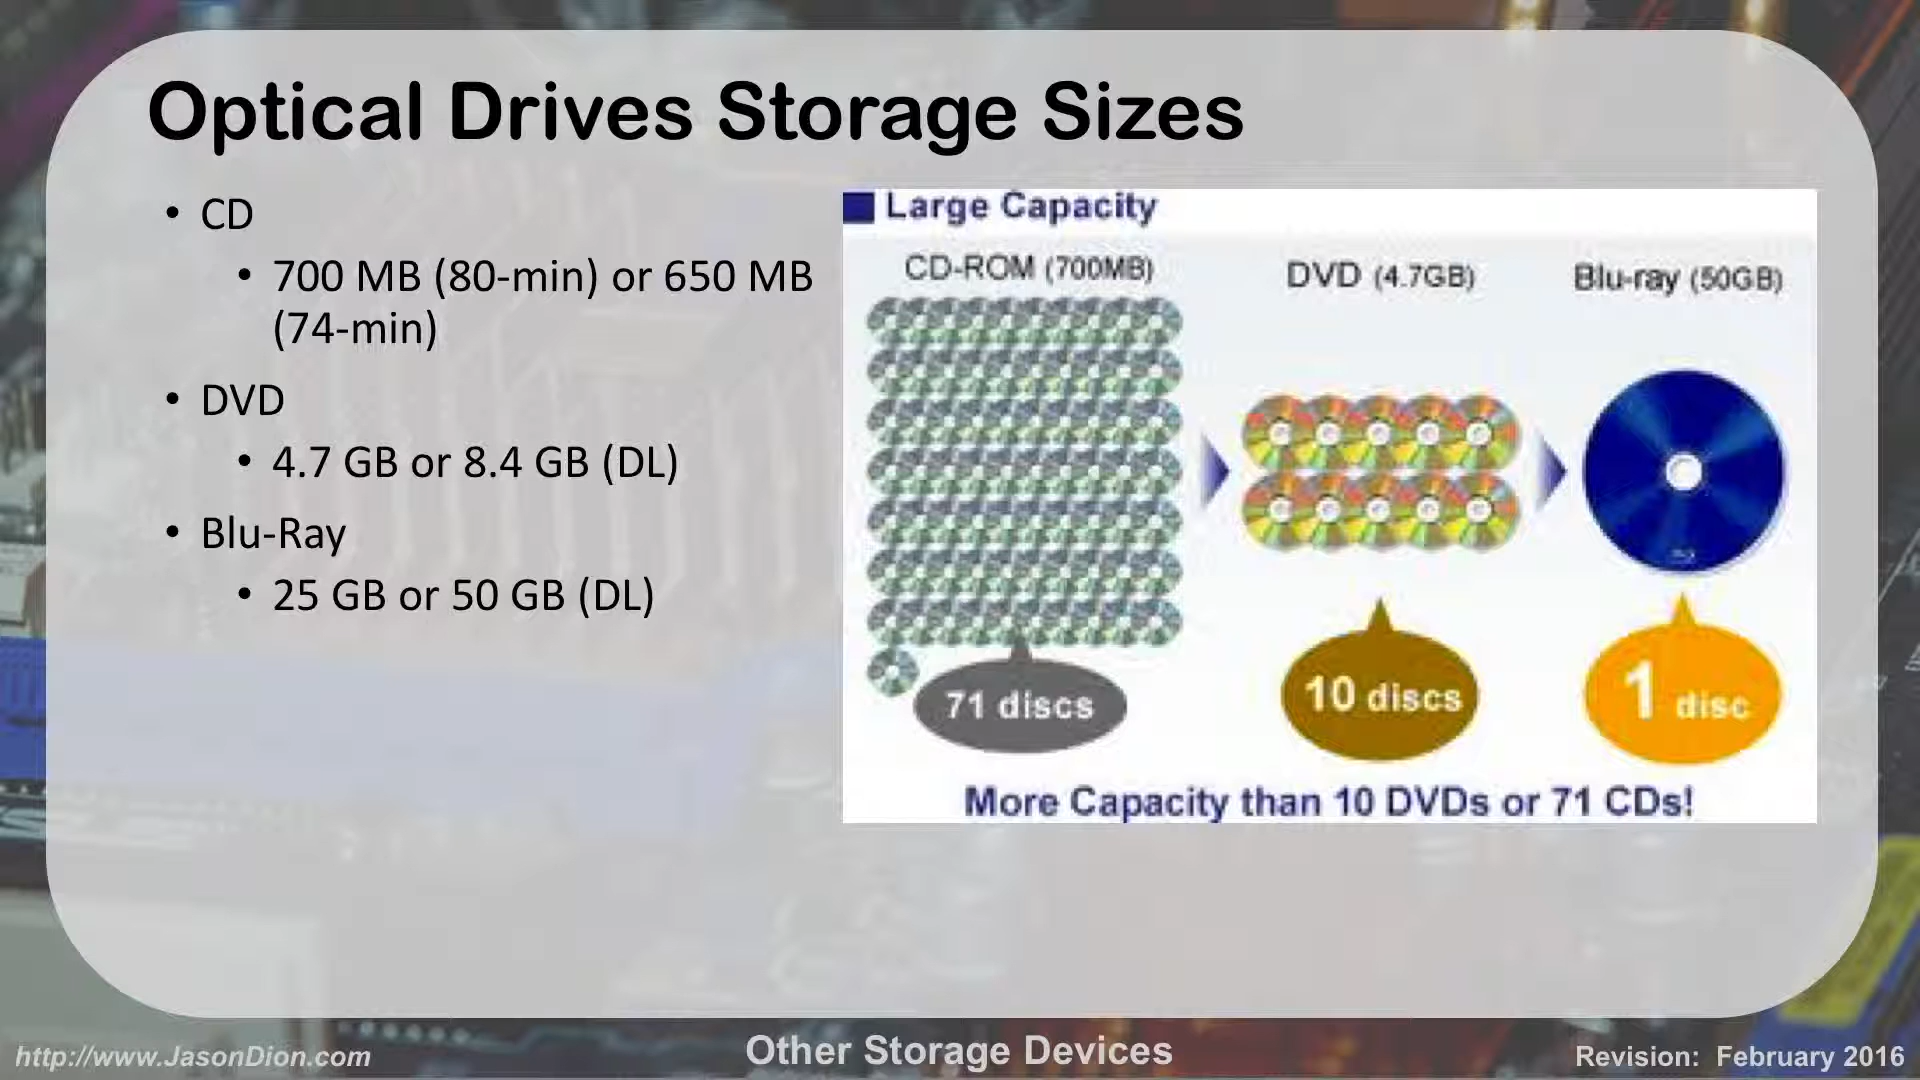 Optical Drives Storage Sizes
• CD
• 700 MB (80-min) or 650 MB
(74-min)
• DVD
• 4.7 GB or 8.4 GB (DL)
• Blu-Ray
• 25 GB or 50 GB (DL)
Large Capacity
CD-ROM (700MB)
DVD (4.7GB)
Blu-ray (50GB)
71 discs
10 discs
1 disc
More Capacity than 10 DVDs or 71 CDs!
http://www.JasonDion.com
Other Storage Devices
Revision: February 2016